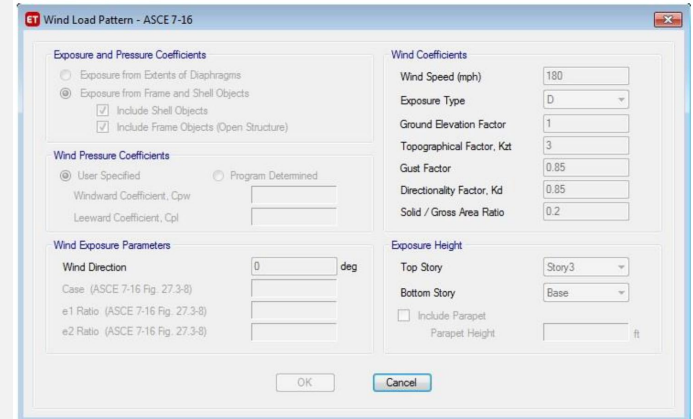 ET Wind Load Pattern - ASCE 7-16
Exposure and Pressure Coefficients
Exposure from Extents of Diaphragms
Exposure from Frame and Shell Objects
Include Shell Objects
Include Frame Objects (Open Structure)
Wind Pressure Coefficients
User Specified Program Determined
Windward Coefficient, Cpw
Leeward Coefficient, Cpl
Wind Exposure Parameters
Wind Direction 0 deg
Case (ASCE 7-16 Fig. 27.3-8)
e1 Ratio (ASCE 7-16 Fig. 27.3-8)
e2 Ratio (ASCE 7-16 Fig. 27.3-8)
Wind Coefficients
Wind Speed (mph) 180
Exposure Type D
Ground Elevation Factor 1
Topographical Factor, Kzt 3
Gust Factor 0.85
Directionality Factor, Kd 0.85
Solid / Gross Area Ratio 0.2
Exposure Height
Top Story Story3
Bottom Story Base
Include Parapet
Parapet Height ft
OK Cancel